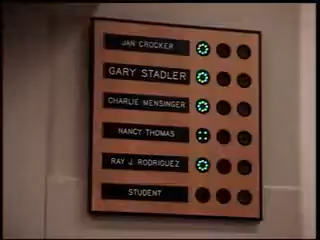 JAN CROCKER
GARY STADLER
CHARLIE MENSINGER
NANCY THOMAS
RAY J. RODRIGUEZ
STUDENT